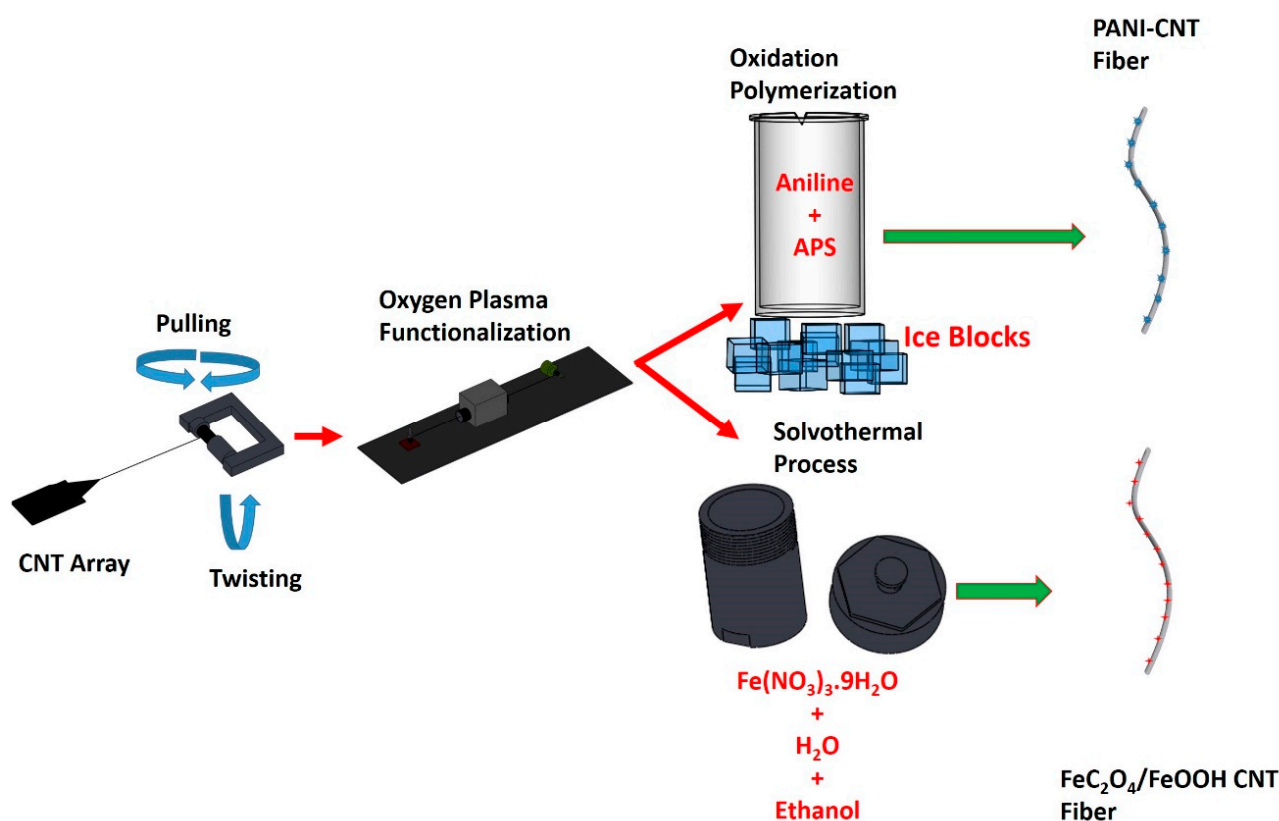 Pulling
CNT Array
Twisting
Oxygen Plasma
Functionalization
Oxidation
Polymerization
Aniline
+
APS
Ice Blocks
PANI-CNT
Fiber
Solvothermal
Process
Fe(NO₃)₃.9H₂O
+
H₂O
+
Ethanol
FeC₂O₄/FeOOH CNT
Fiber